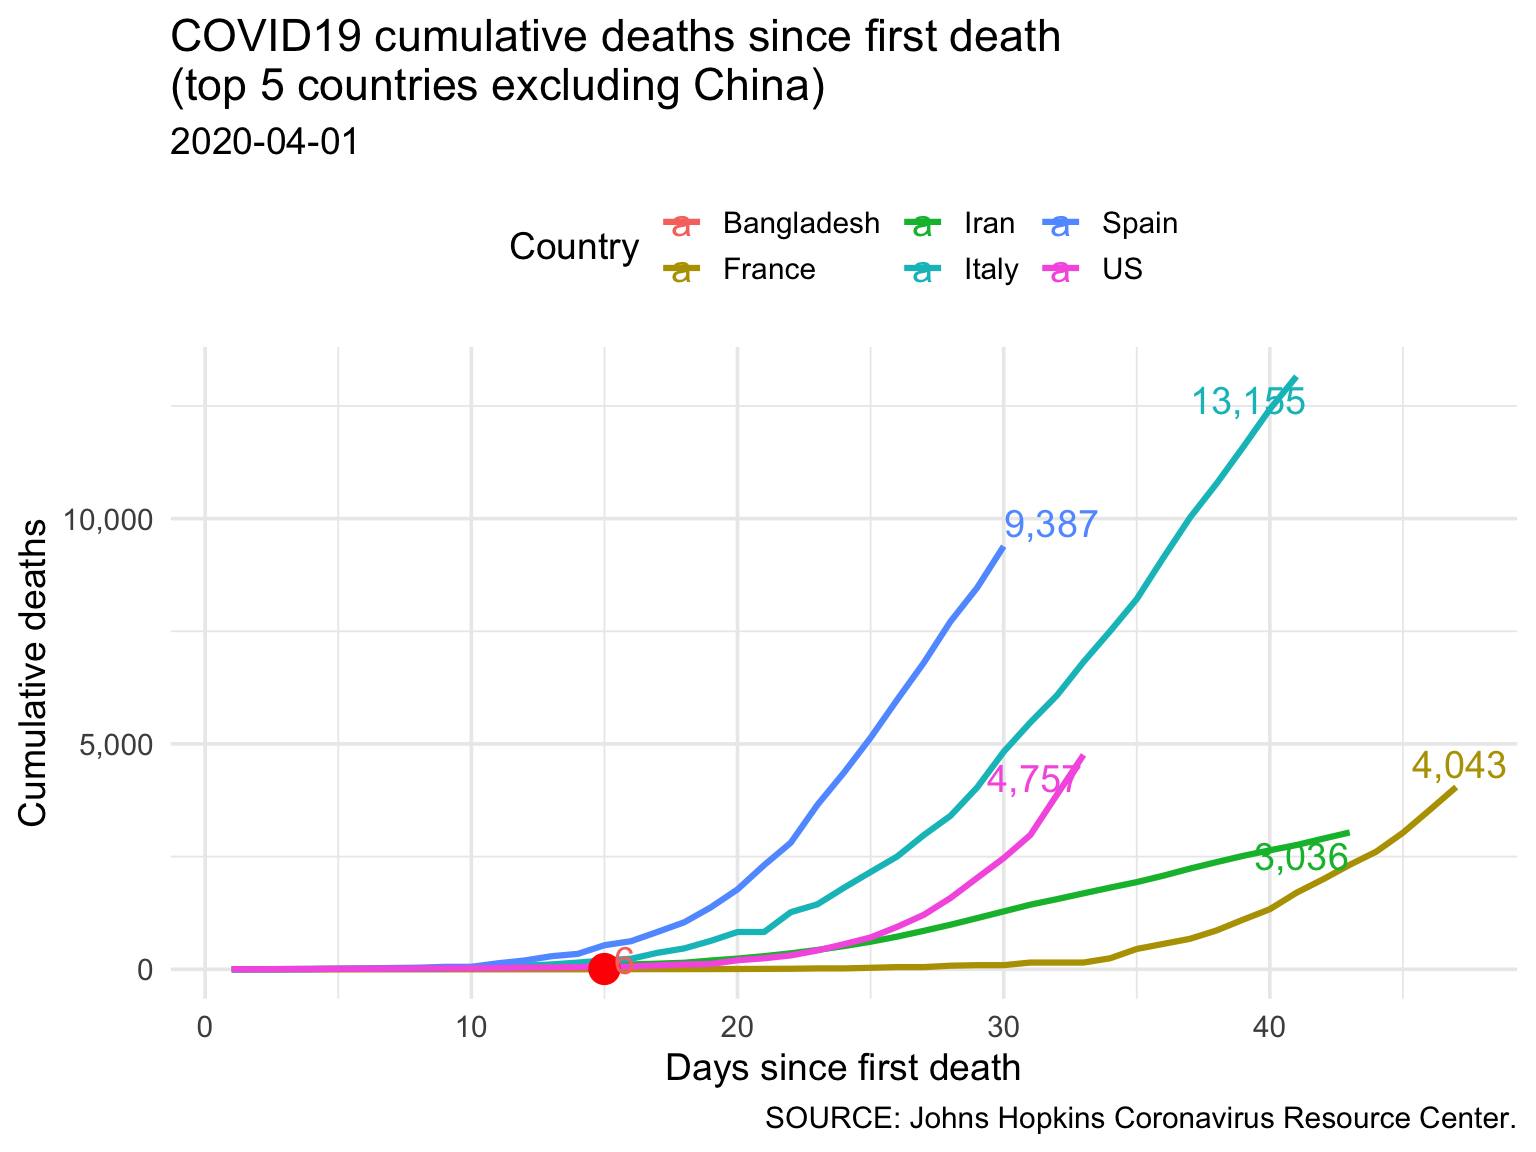 COVID19 cumulative deaths since first death
(top 5 countries excluding China)
2020-04-01
Country
a Bangladesh a Iran a Spain
a France a Italy a US
Cumulative deaths
13,155
10,000
9,387
5,000
4,757
4,043
3,036
6
0
0 10 20 30 40
Days since first death
SOURCE: Johns Hopkins Coronavirus Resource Center.